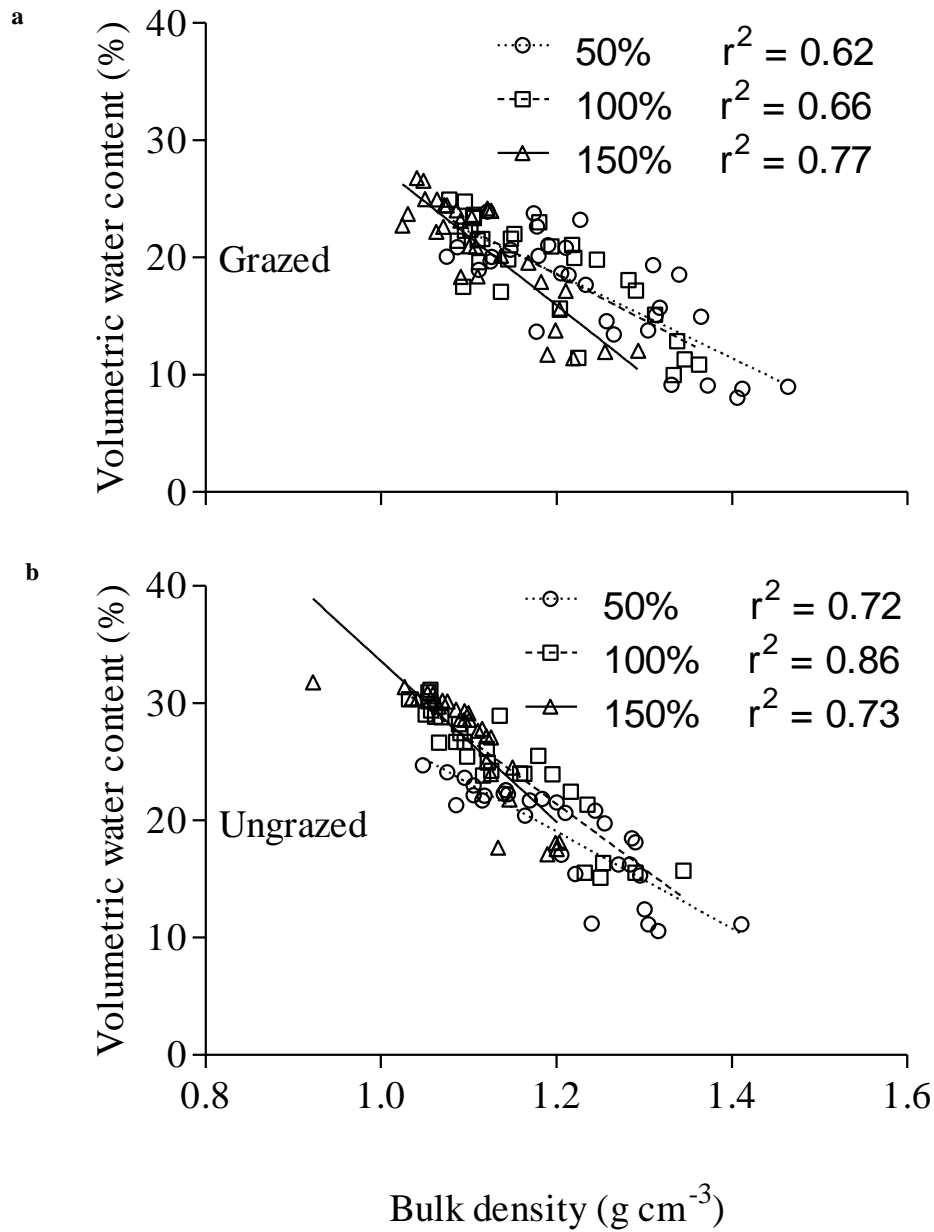 a
Volumetric water content (%)
40
30
20
10
0
50% r² = 0.62
100% r² = 0.66
150% r² = 0.77
Grazed
b
Volumetric water content (%)
40
30
20
10
0
50% r² = 0.72
100% r² = 0.86
150% r² = 0.73
Ungrazed
0.8 1.0 1.2 1.4 1.6
Bulk density (g cm⁻³)